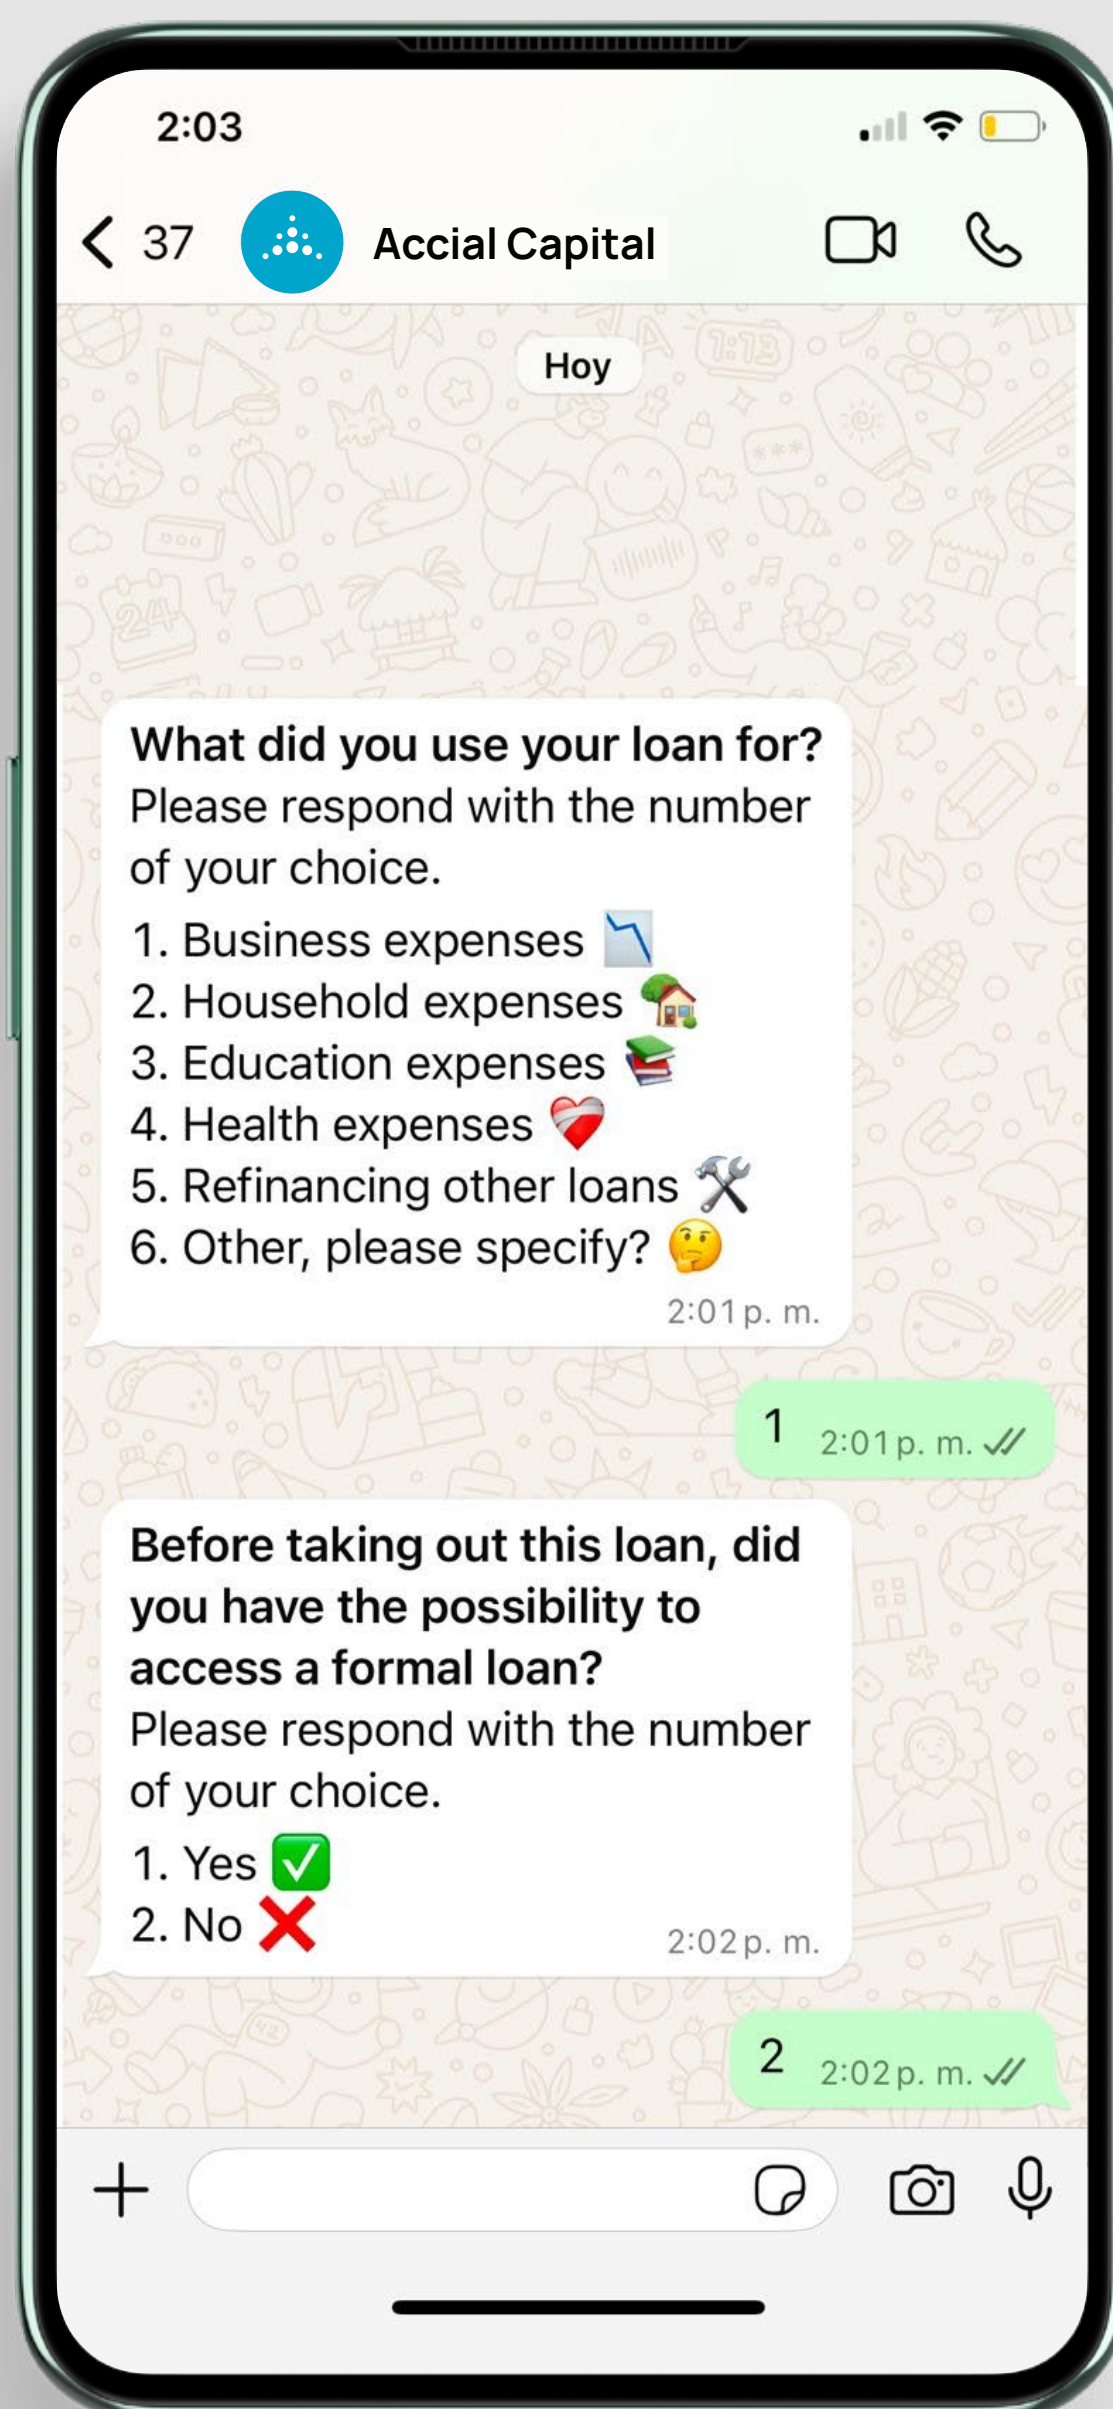 2:03
37 Accial Capital
Hoy
What did you use your loan for?
Please respond with the number
of your choice.
1. Business expenses 📉
2. Household expenses 🏡
3. Education expenses 📚
4. Health expenses ❤️‍🩹
5. Refinancing other loans 🛠️
6. Other, please specify? 🤔
2:01 p. m.
1 2:01 p. m.
Before taking out this loan, did
you have the possibility to
access a formal loan?
Please respond with the number
of your choice.
1. Yes ✅
2. No ❌
2:02 p. m.
2 2:02 p. m.